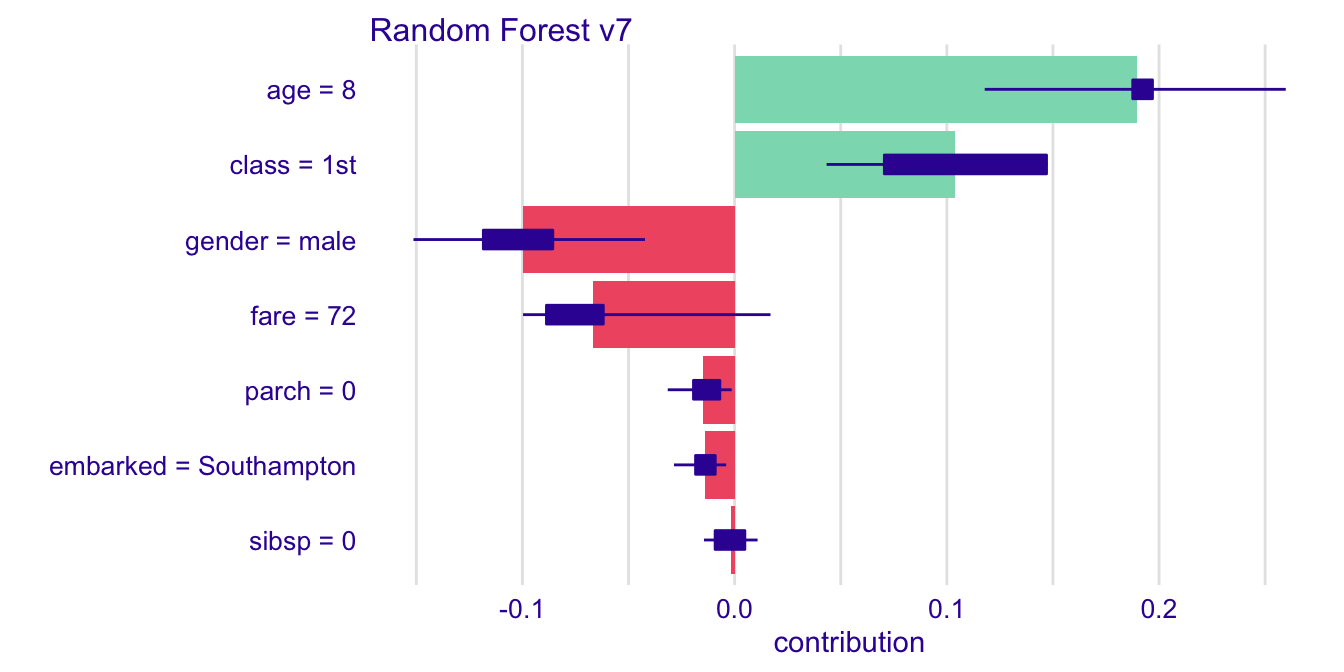 Random Forest v7
age = 8
class = 1st
gender = male
fare = 72
parch = 0
embarked = Southampton
sibsp = 0
-0.1 0.0 0.1 0.2
contribution